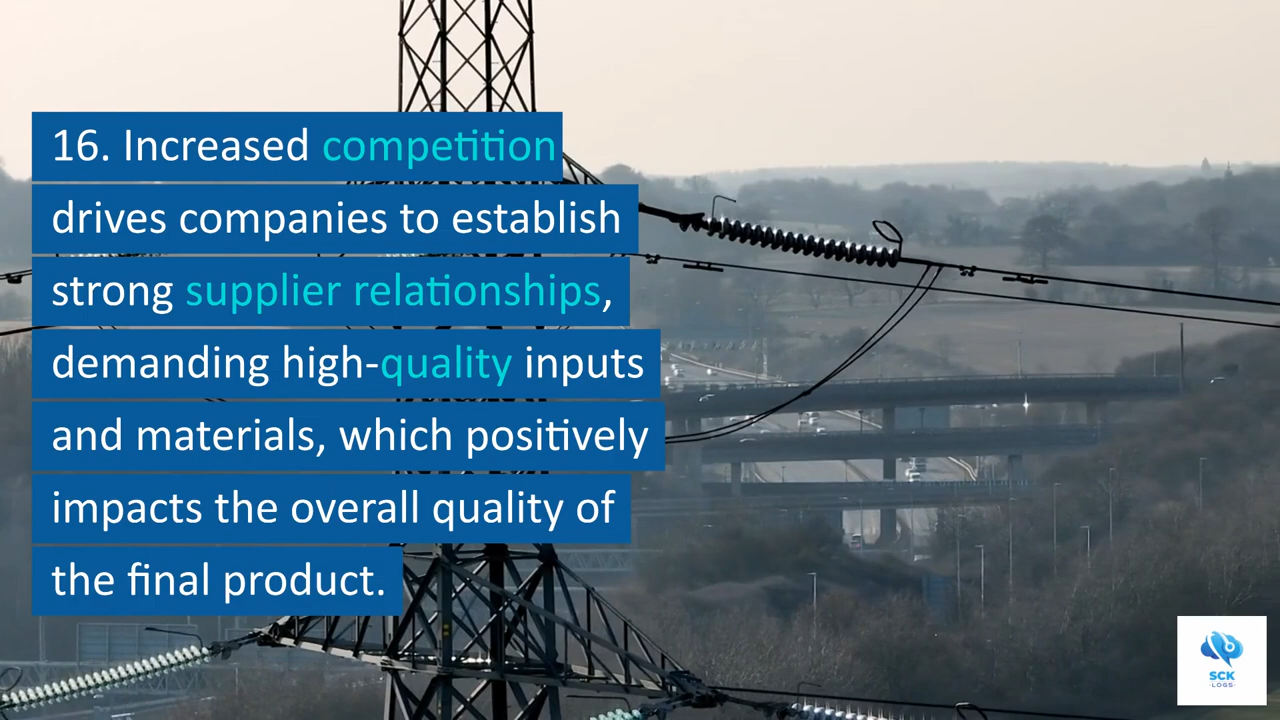 16. Increased competition
drives companies to establish
strong supplier relationships,
demanding high-quality inputs
and materials, which positively
impacts the overall quality of
the final product.
SCK
·LOGS·